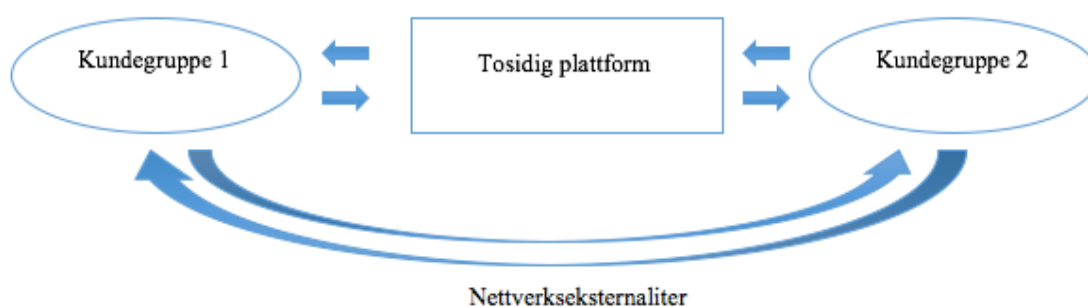 Kundegruppe 1
Tosidig plattform
Kundegruppe 2
Nettverkseksternaliter